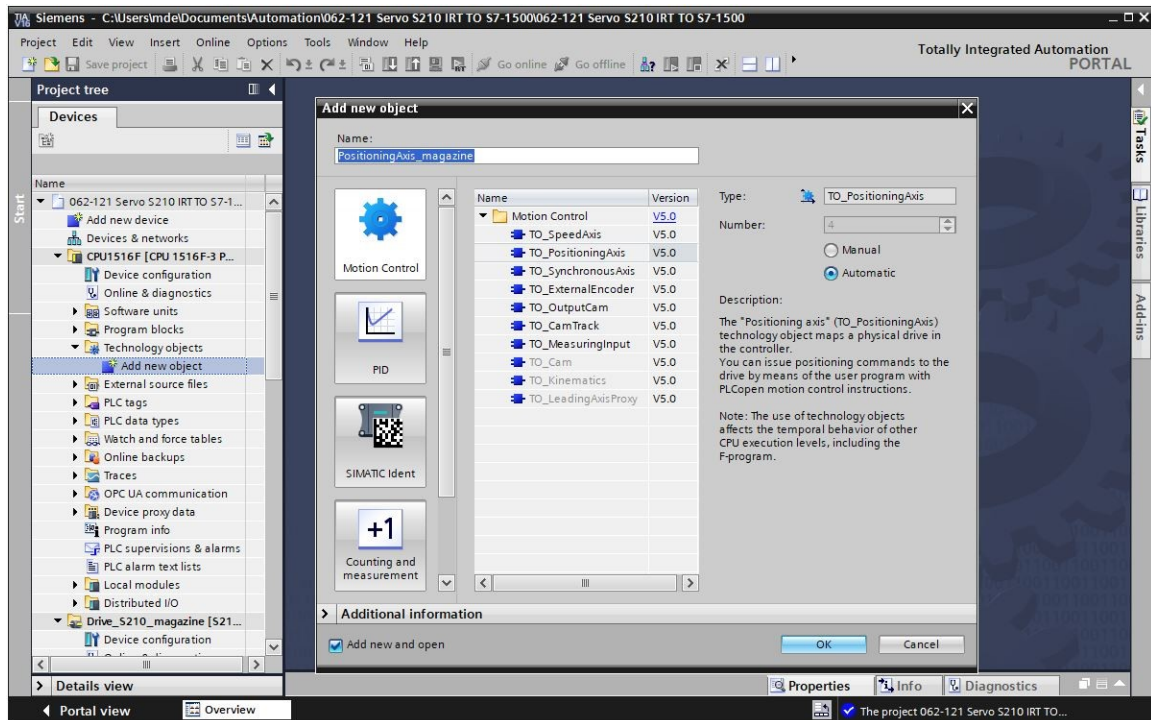 Siemens - C:\Users\mde\Documents\Automation\062-121 Servo S210 IRT TO S7-1500\062-121 Servo S210 IRT TO S7-1500
Project Edit View Insert Online Options Tools Window Help
Totally Integrated Automation
PORTAL
Save project
Go online
Go offline
Start
Project tree
Devices
Name
062-121 Servo S210 IRT TO S7-1...
Add new device
Devices & networks
CPU1516F [CPU 1516F-3 P...
Device configuration
Online & diagnostics
Software units
Program blocks
Technology objects
Add new object
External source files
PLC tags
PLC data types
Watch and force tables
Online backups
Traces
OPC UA communication
Device proxy data
Program info
PLC supervisions & alarms
PLC alarm text lists
Local modules
Distributed I/O
Drive_S210_magazine [S21...
Device configuration
Details view
Add new object
Name:
PositioningAxis_magazine
Motion Control
PID
SIMATIC Ident
+1
Counting and
measurement
Name Version
Motion Control V5.0
TO_SpeedAxis V5.0
TO_PositioningAxis V5.0
TO_SynchronousAxis V5.0
TO_ExternalEncoder V5.0
TO_OutputCam V5.0
TO_CamTrack V5.0
TO_MeasuringInput V5.0
TO_Cam V5.0
TO_Kinematics V5.0
TO_LeadingAxisProxy V5.0
Type: TO_PositioningAxis
Number: 4
Manual
Automatic
Description:
The "Positioning axis" (TO_PositioningAxis)
technology object maps a physical drive in
the controller.
You can issue positioning commands to the
drive by means of the user program with
PLCopen motion control instructions.
Note: The use of technology objects
affects the temporal behavior of other
CPU execution levels, including the
F-program.
Additional information
Add new and open
OK
Cancel
Tasks
Libraries
Add-ins
Properties
Info
Diagnostics
Portal view
Overview
The project 062-121 Servo S210 IRT TO...